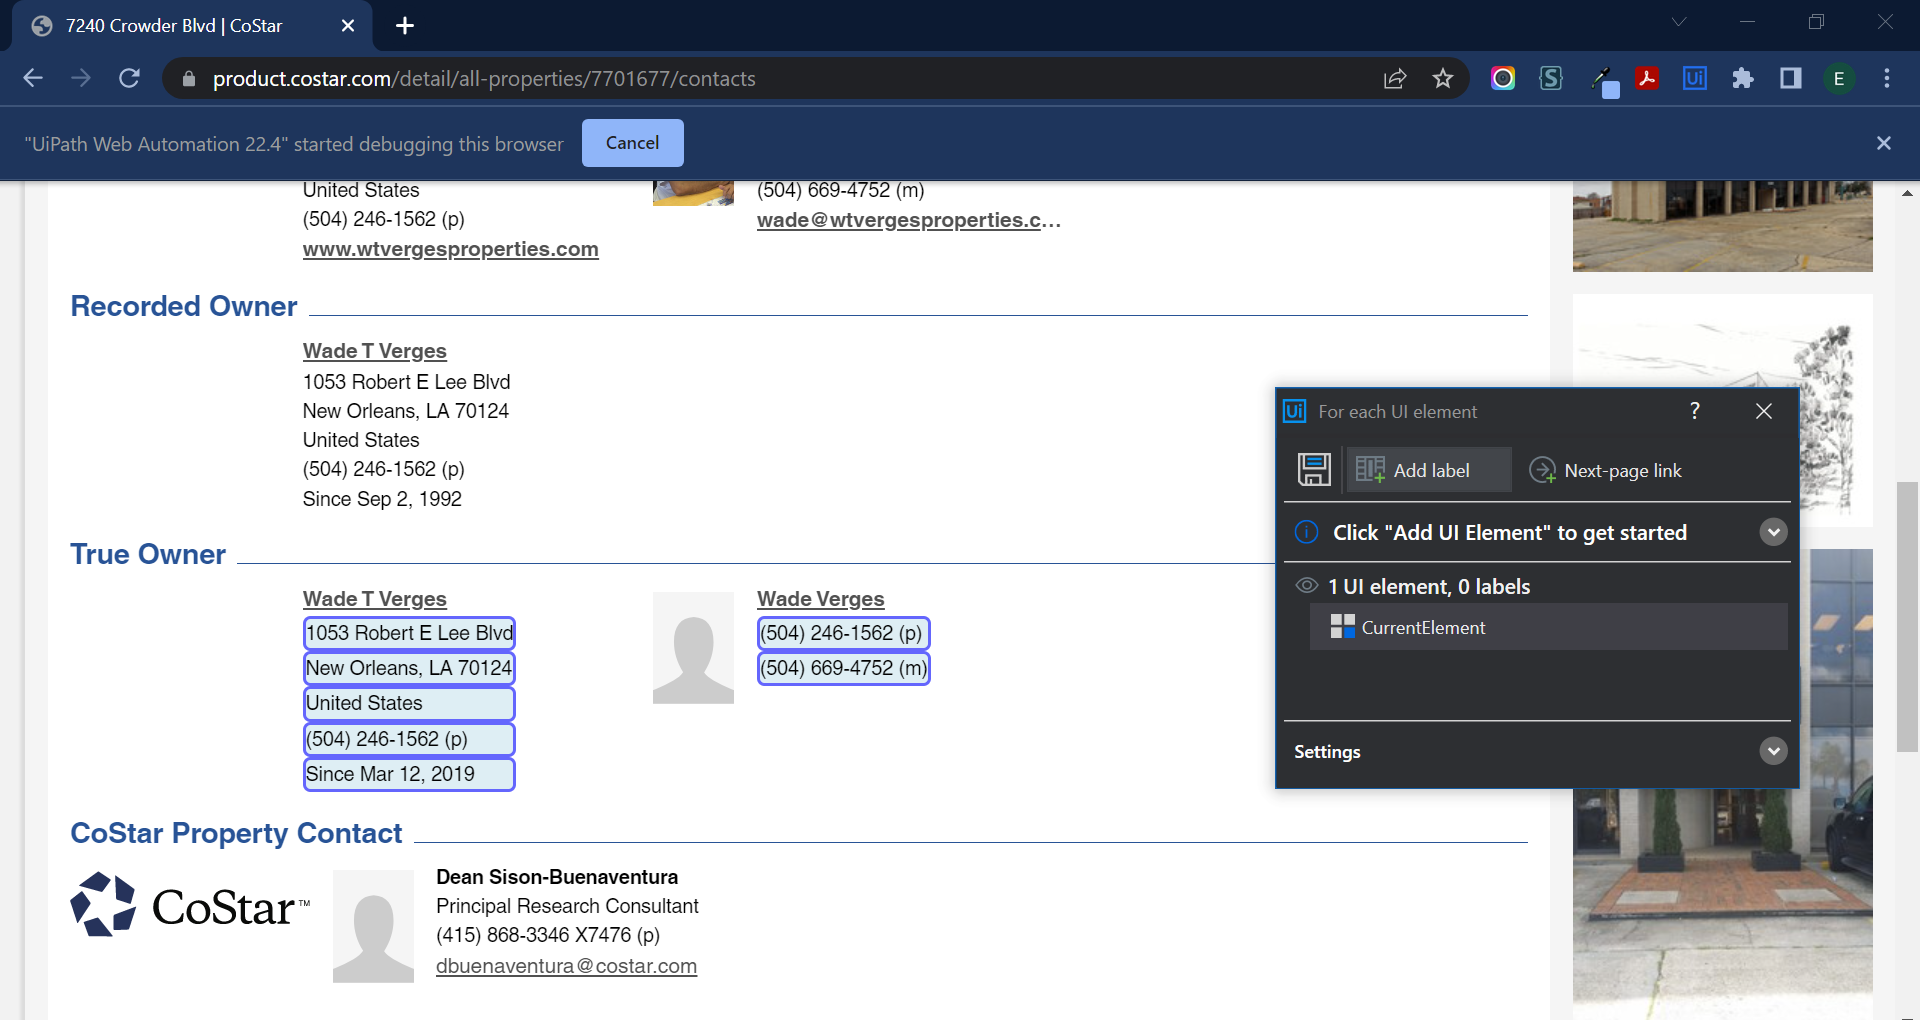 7240 Crowder Blvd | CoStar
product.costar.com/detail/all-properties/7701677/contacts
S
Ui
E
"UiPath Web Automation 22.4" started debugging this browser
Cancel
United States
(504) 246-1562 (p)
www.wtvergesproperties.com
(504) 669-4752 (m)
wade@wtvergesproperties.c...
Recorded Owner
Wade T Verges
1053 Robert E Lee Blvd
New Orleans, LA 70124
United States
(504) 246-1562 (p)
Since Sep 2, 1992
True Owner
Wade T Verges
1053 Robert E Lee Blvd
New Orleans, LA 70124
United States
(504) 246-1562 (p)
Since Mar 12, 2019
Wade Verges
(504) 246-1562 (p)
(504) 669-4752 (m)
CoStar Property Contact
CoStar™
Dean Sison-Buenaventura
Principal Research Consultant
(415) 868-3346 X7476 (p)
dbuenaventura@costar.com
Ui For each UI element ?
Add label
Next-page link
Click "Add UI Element" to get started
1 UI element, 0 labels
CurrentElement
Settings